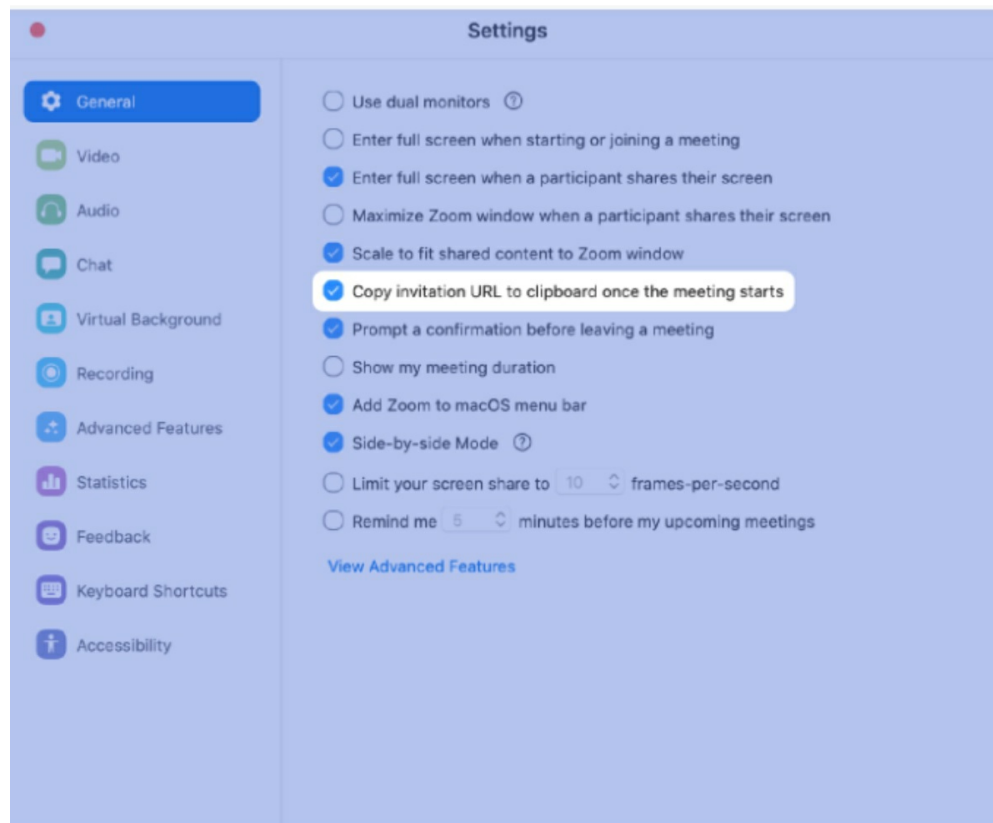 Settings
General
Video
Audio
Chat
Virtual Background
Recording
Advanced Features
Statistics
Feedback
Keyboard Shortcuts
Accessibility
Use dual monitors ?
Enter full screen when starting or joining a meeting
Enter full screen when a participant shares their screen
Maximize Zoom window when a participant shares their screen
Scale to fit shared content to Zoom window
Copy invitation URL to clipboard once the meeting starts
Prompt a confirmation before leaving a meeting
Show my meeting duration
Add Zoom to macOS menu bar
Side-by-side Mode ?
Limit your screen share to 10 frames-per-second
Remind me 5 minutes before my upcoming meetings
View Advanced Features